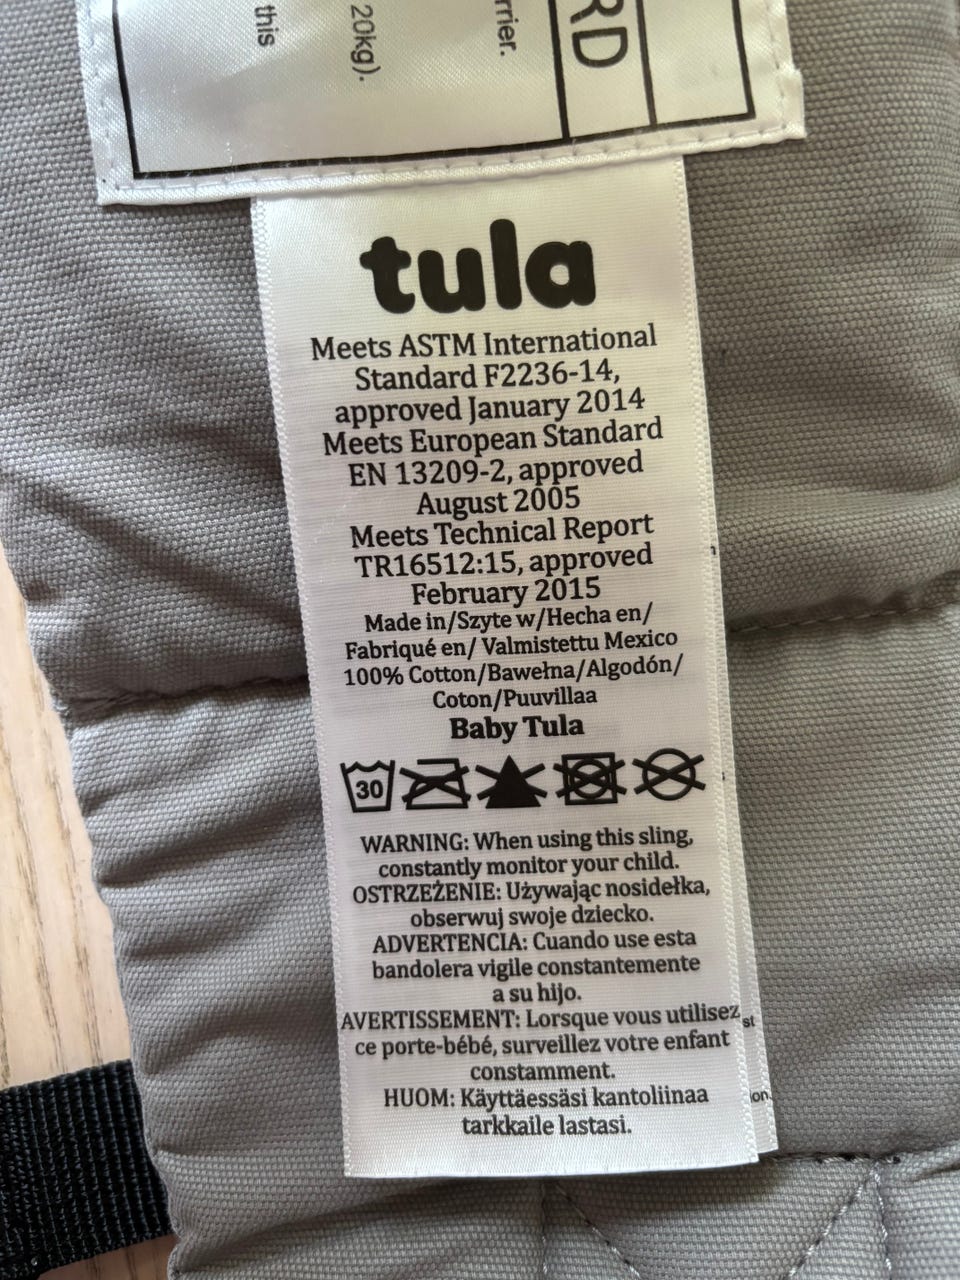 this
20kg).
rrier.
RD
tula
Meets ASTM International
Standard F2236-14,
approved January 2014
Meets European Standard
EN 13209-2, approved
August 2005
Meets Technical Report
TR16512:15, approved
February 2015
Made in/Szyte w/Hecha en/
Fabriqué en/ Valmistettu Mexico
100% Cotton/Bawełna/Algodón/
Coton/Puuvillaa
Baby Tula
30
WARNING: When using this sling,
constantly monitor your child.
OSTRZEŻENIE: Używając nosidełka,
obserwuj swoje dziecko.
ADVERTENCIA: Cuando use esta
bandolera vigile constantemente
a su hijo.
AVERTISSEMENT: Lorsque vous utilisez
ce porte-bébé, surveillez votre enfant
constamment.
HUOM: Käyttäessäsi kantoliinaa
tarkkaile lastasi.
st
on.